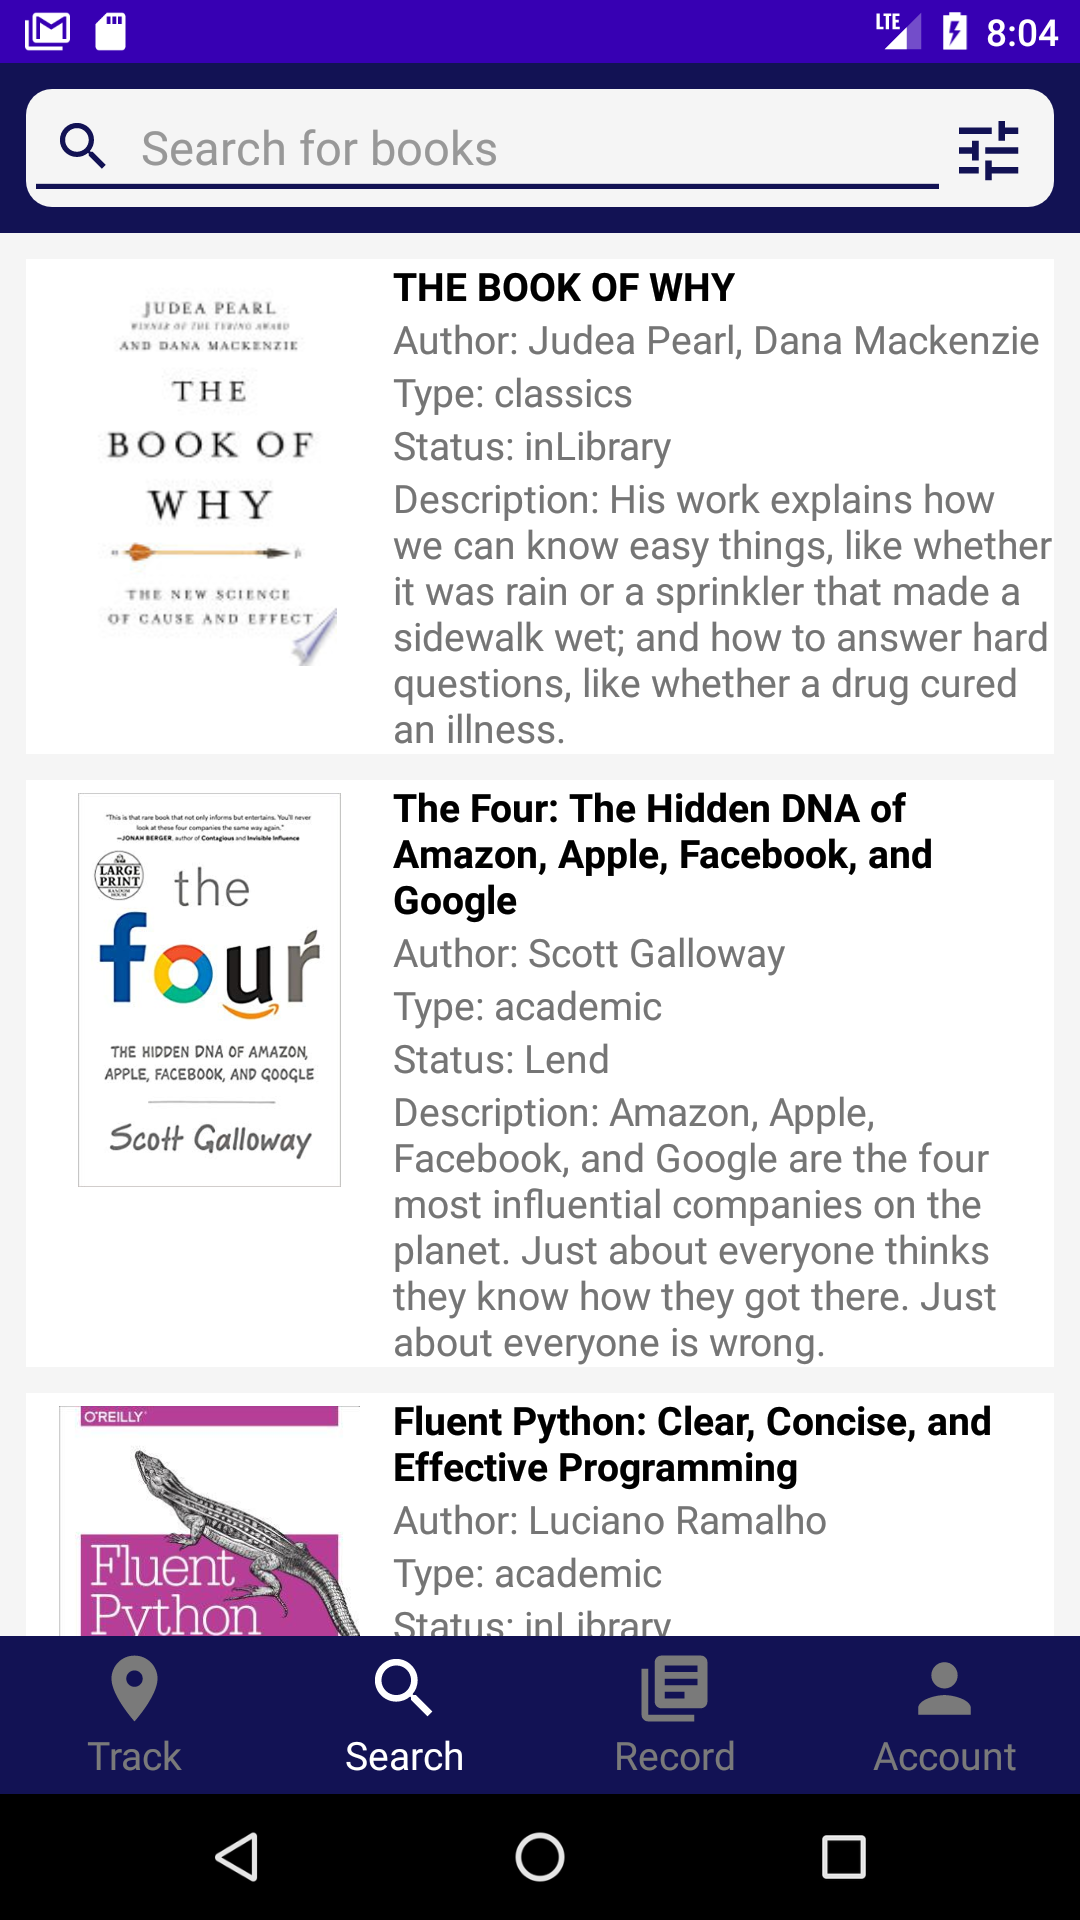 LTE 8:04
Search for books
JUDEA PEARL
WINNER OF THE TURING AWARD
AND DANA MACKENZIE
THE
BOOK OF
WHY
THE NEW SCIENCE
OF CAUSE AND EFFECT
THE BOOK OF WHY
Author: Judea Pearl, Dana Mackenzie
Type: classics
Status: inLibrary
Description: His work explains how
we can know easy things, like whether
it was rain or a sprinkler that made a
sidewalk wet; and how to answer hard
questions, like whether a drug cured
an illness.
"This is that rare book that not only informs but entertains. You'll never
look at these four companies the same way again."
—JONAH BERGER, author of Contagious and Invisible Influence
LARGE
PRINT
the
four
THE HIDDEN DNA OF AMAZON,
APPLE, FACEBOOK, AND GOOGLE
Scott Galloway
The Four: The Hidden DNA of
Amazon, Apple, Facebook, and
Google
Author: Scott Galloway
Type: academic
Status: Lend
Description: Amazon, Apple,
Facebook, and Google are the four
most influential companies on the
planet. Just about everyone thinks
they know how they got there. Just
about everyone is wrong.
O'REILLY
Fluent
Python
Fluent Python: Clear, Concise, and
Effective Programming
Author: Luciano Ramalho
Type: academic
Status: inLibrary
Track
Search
Record
Account